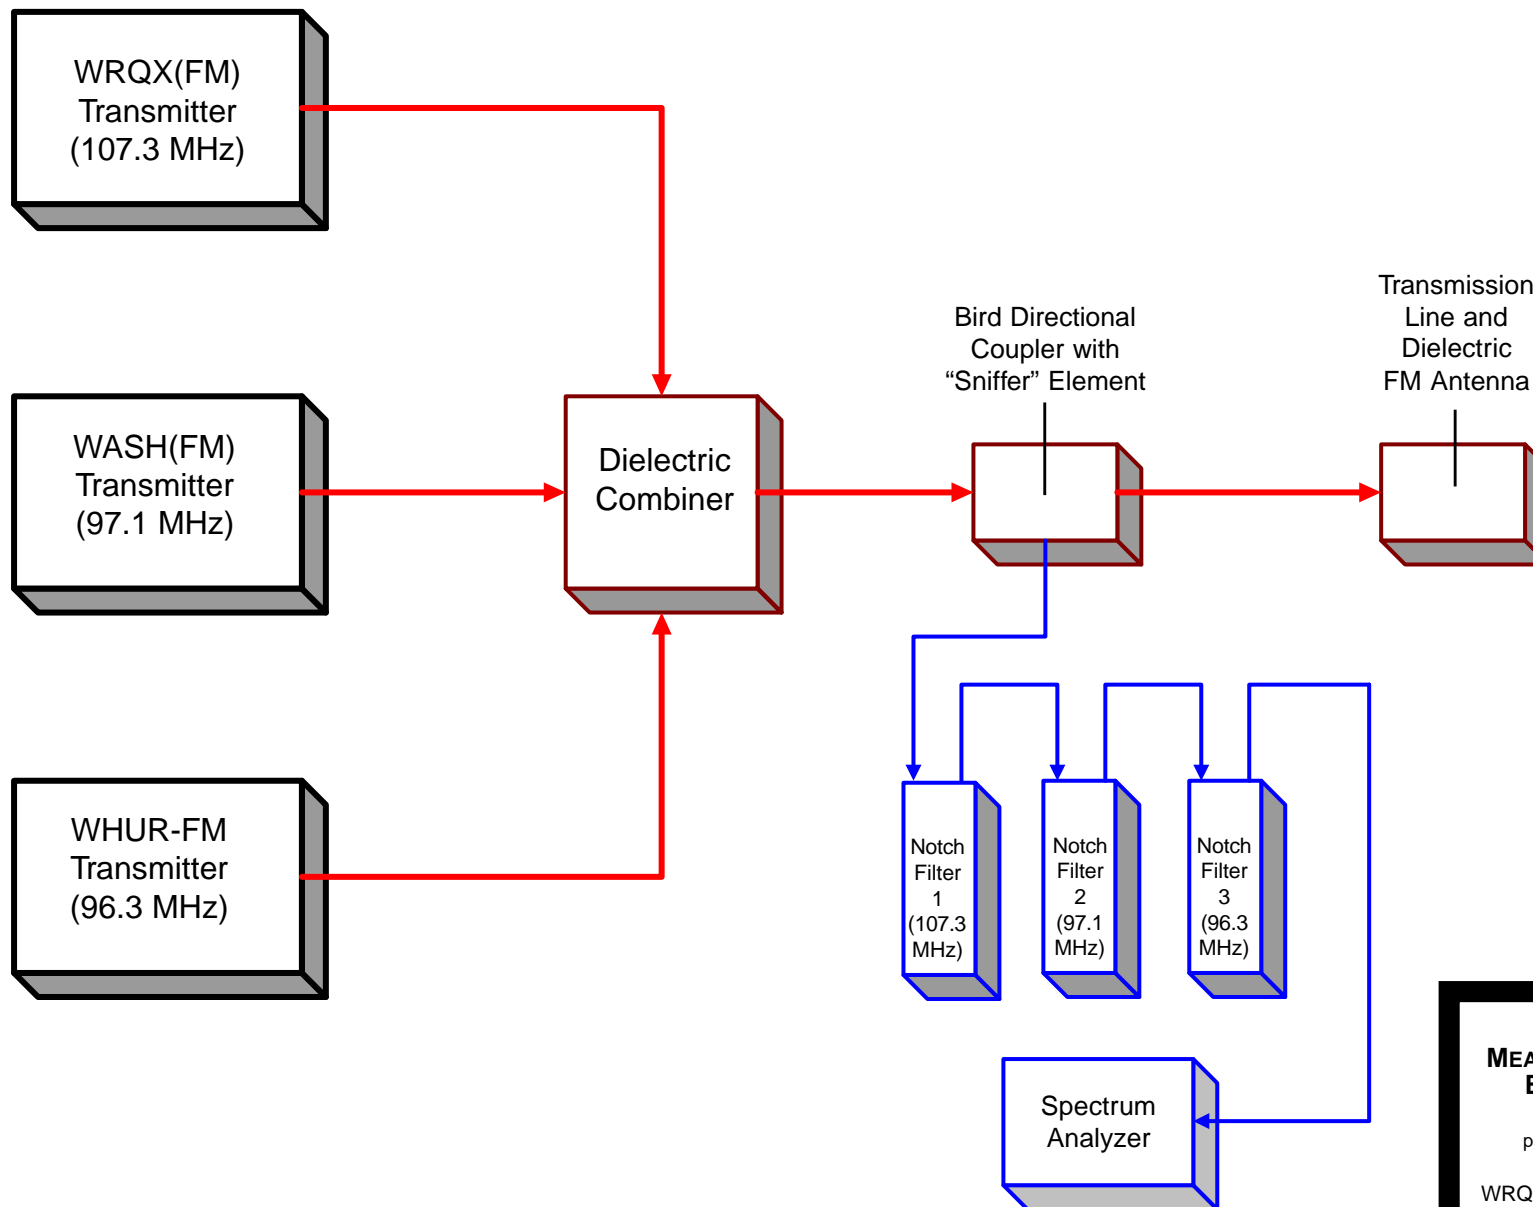 WRQX(FM)
Transmitter
(107.3 MHz)
Transmission
Line and
Dielectric
FM Antenna
Bird Directional
Coupler with
“Sniffer” Element
WASH(FM)
Transmitter
(97.1 MHz)
Dielectric
Combiner
WHUR-FM
Transmitter
(96.3 MHz)
Notch
Filter
1
(107.3
MHz)
Notch
Filter
2
(97.1
MHz)
Notch
Filter
3
(96.3
MHz)
Spectrum
Analyzer